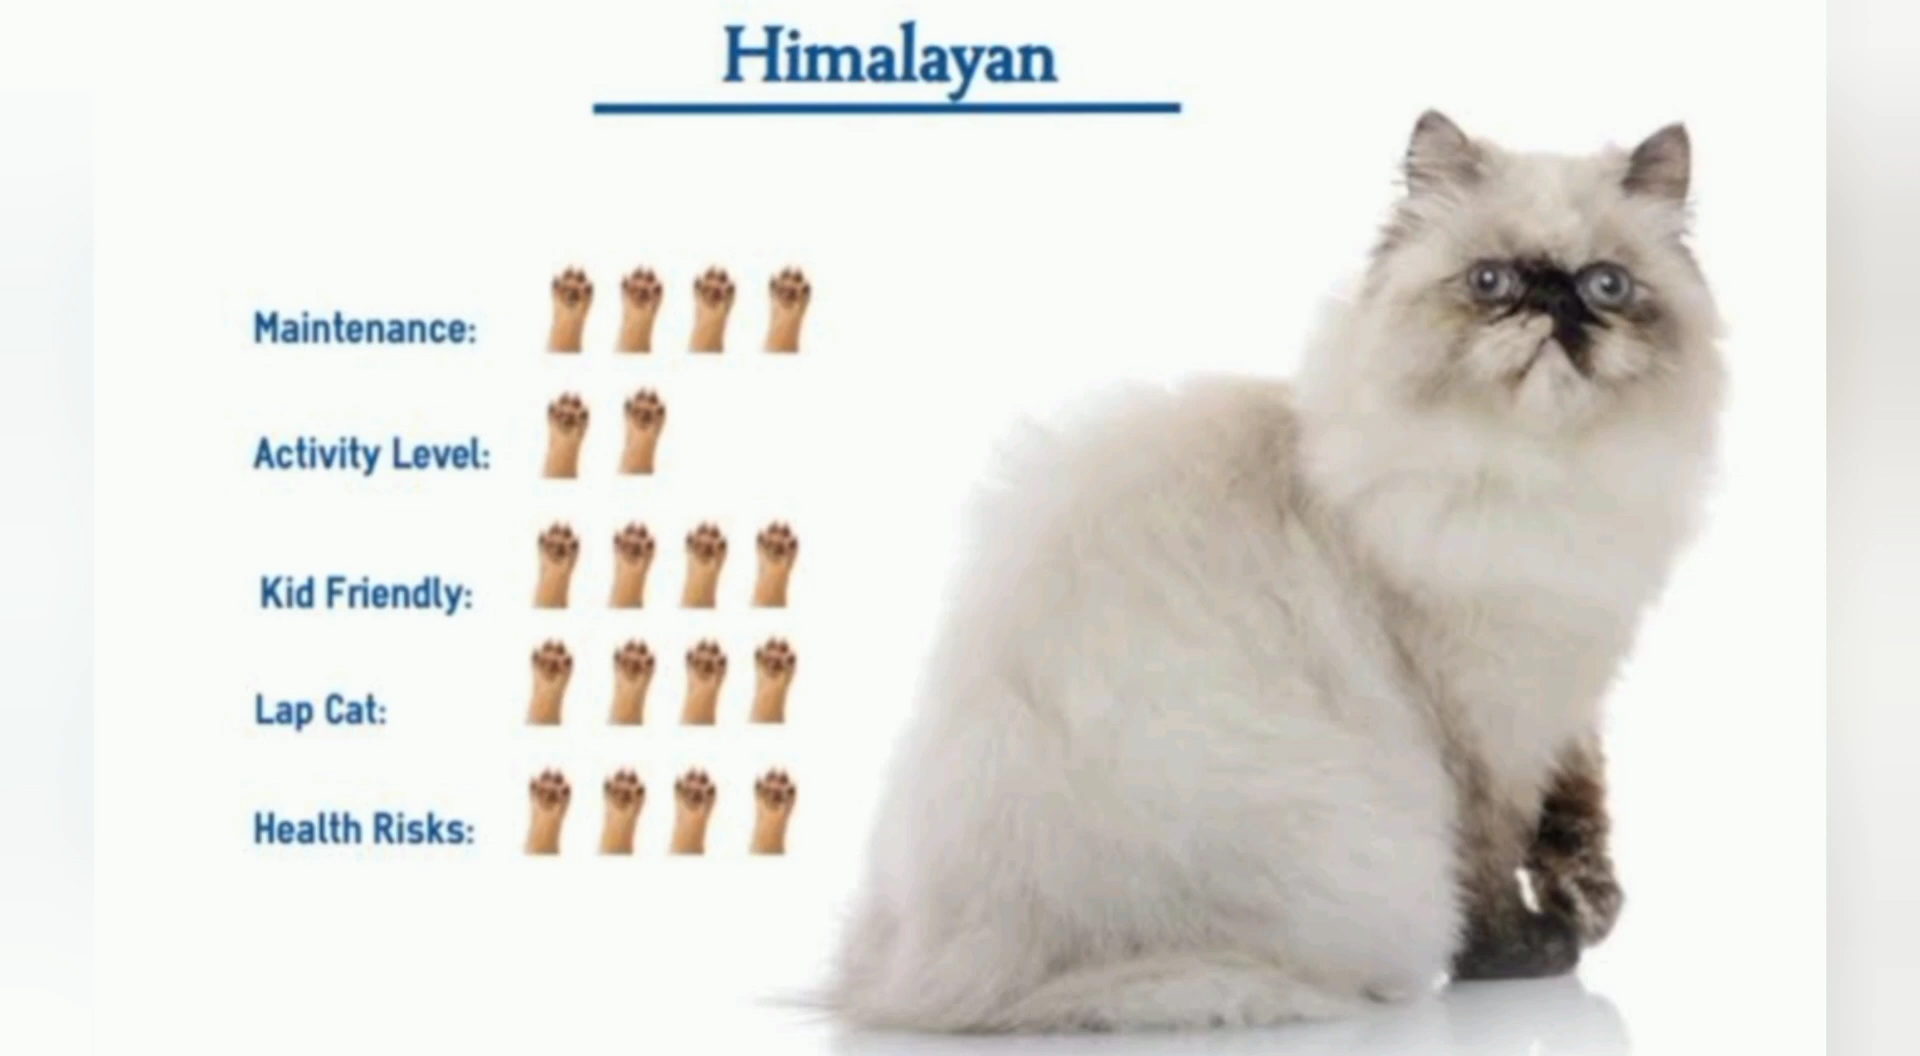 Himalayan
Maintenance:
Activity Level:
Kid Friendly:
Lap Cat:
Health Risks: